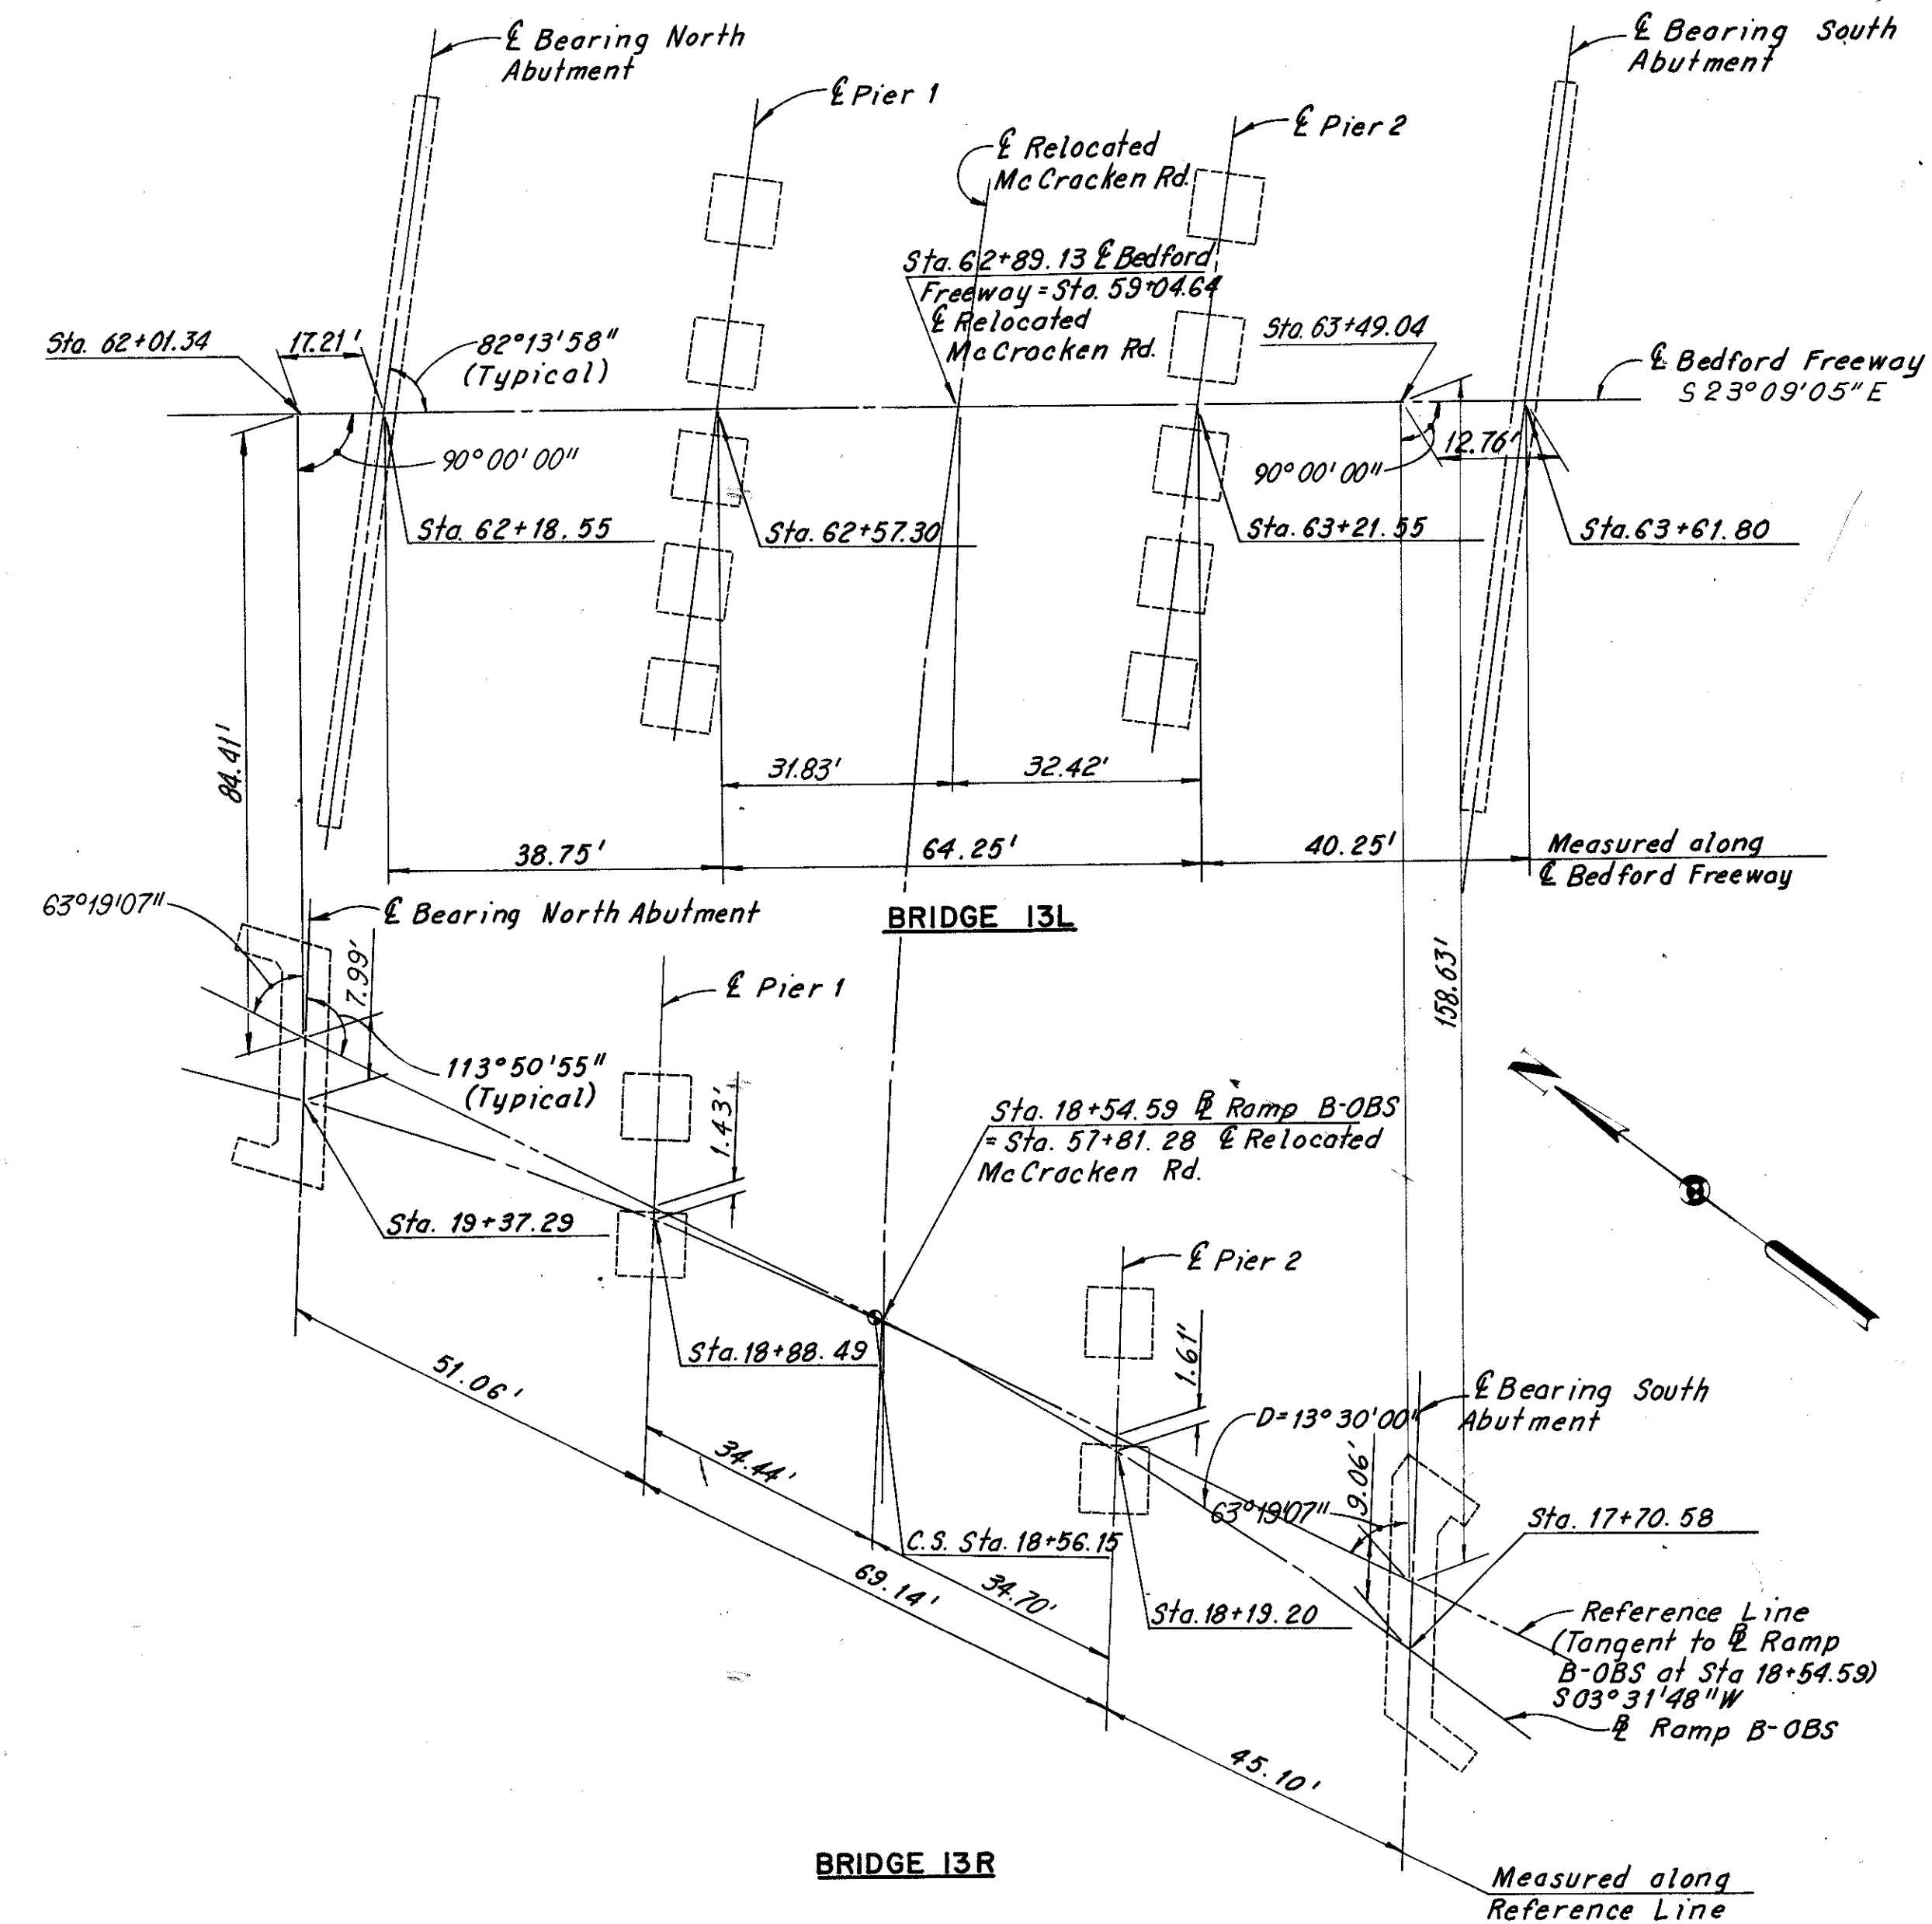 ℄ Bearing North
Abutment
℄ Pier 1
℄ Relocated
McCracken Rd.
℄ Pier 2
℄ Bearing South
Abutment
Sta. 62+89.13 ℄ Bedford
Freeway = Sta. 59+04.64
℄ Relocated
McCracken Rd.
Sta. 62+01.34
17.21'
82°13'58"
(Typical)
Sta. 63+49.04
℄ Bedford Freeway
S 23°09'05" E
90°00'00"
90°00'00"
12.76'
Sta. 62+18.55
Sta. 62+57.30
Sta. 63+21.55
Sta. 63+61.80
84.41'
31.83'
32.42'
38.75'
64.25'
40.25'
Measured along
℄ Bedford Freeway
BRIDGE 13L
63°19'07"
℄ Bearing North Abutment
7.99'
℄ Pier 1
158.63'
N
113°50'55"
(Typical)
1.43'
Sta. 18+54.59 ℞ Ramp B-OBS
= Sta. 57+81.28 ℄ Relocated
McCracken Rd.
Sta. 19+37.29
℄ Pier 2
Sta. 18+88.49
1.61'
51.06'
℄ Bearing South
Abutment
D=13°30'00"
34.44'
9.06'
63°19'07"
Sta. 17+70.58
C.S. Sta. 18+56.15
69.14'
34.70'
Sta. 18+19.20
Reference Line
(Tangent to ℞ Ramp
B-OBS at Sta 18+54.59)
S 03°31'48" W
℞ Ramp B-OBS
45.10'
BRIDGE 13R
Measured along
Reference Line